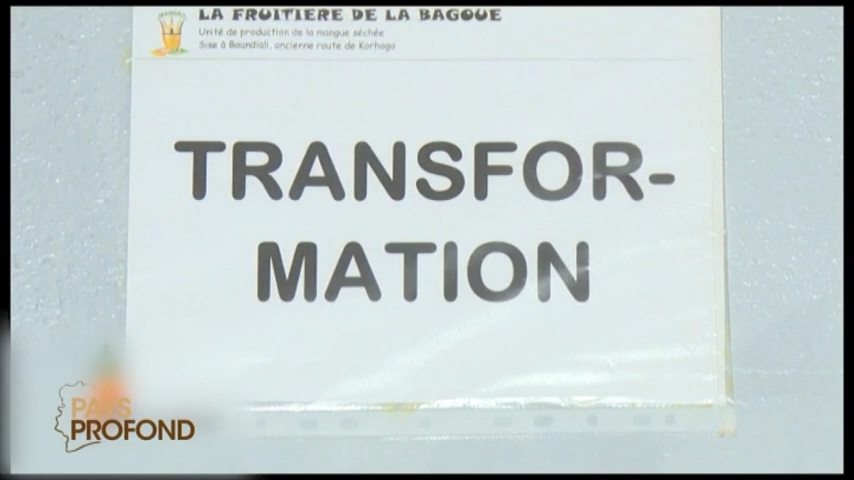 LA FRUITIERE DE LA BAGOUE
Unité de production de la mangue séchée
Sise à Boundiali, ancienne route de Korhogo
TRANSFOR-
MATION
PAYS
PROFOND